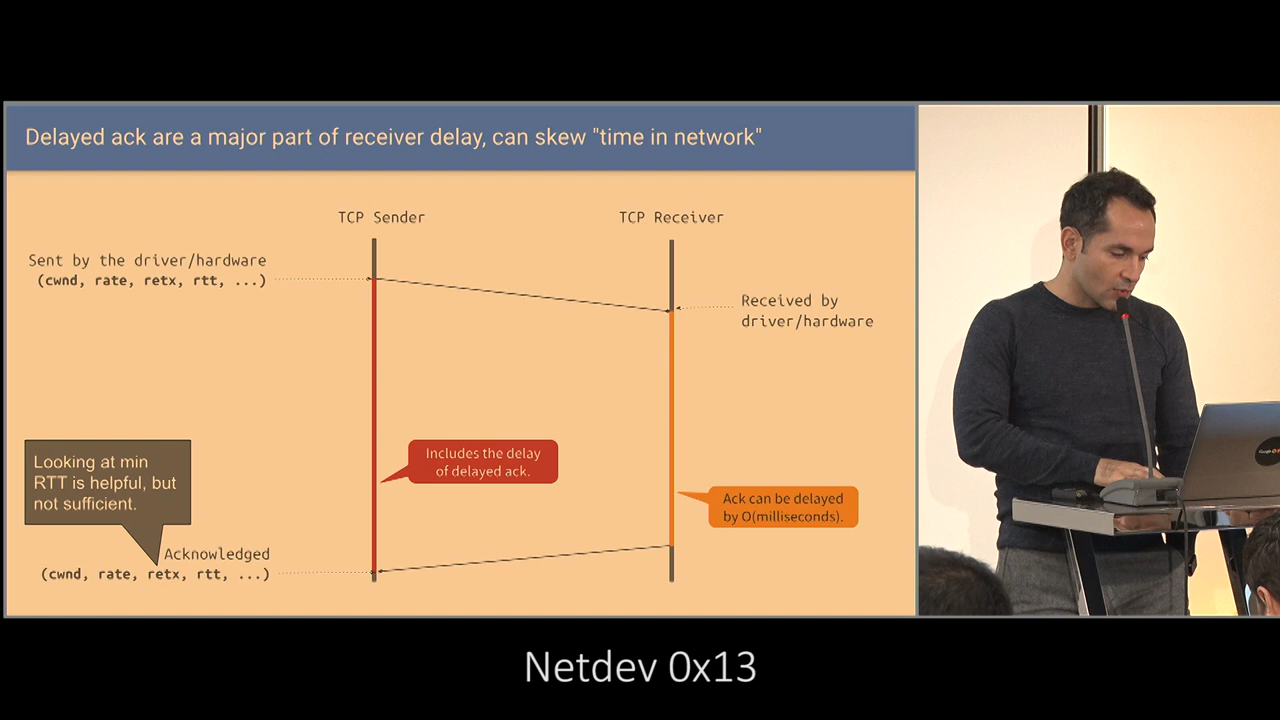 Delayed ack are a major part of receiver delay, can skew "time in network"
TCP Sender
TCP Receiver
Sent by the driver/hardware
(cwnd, rate, retx, rtt, ...)
Received by
driver/hardware
Looking at min
RTT is helpful, but
not sufficient.
Includes the delay
of delayed ack.
Ack can be delayed
by O(milliseconds).
Acknowledged
(cwnd, rate, retx, rtt, ...)
Google
Netdev 0x13